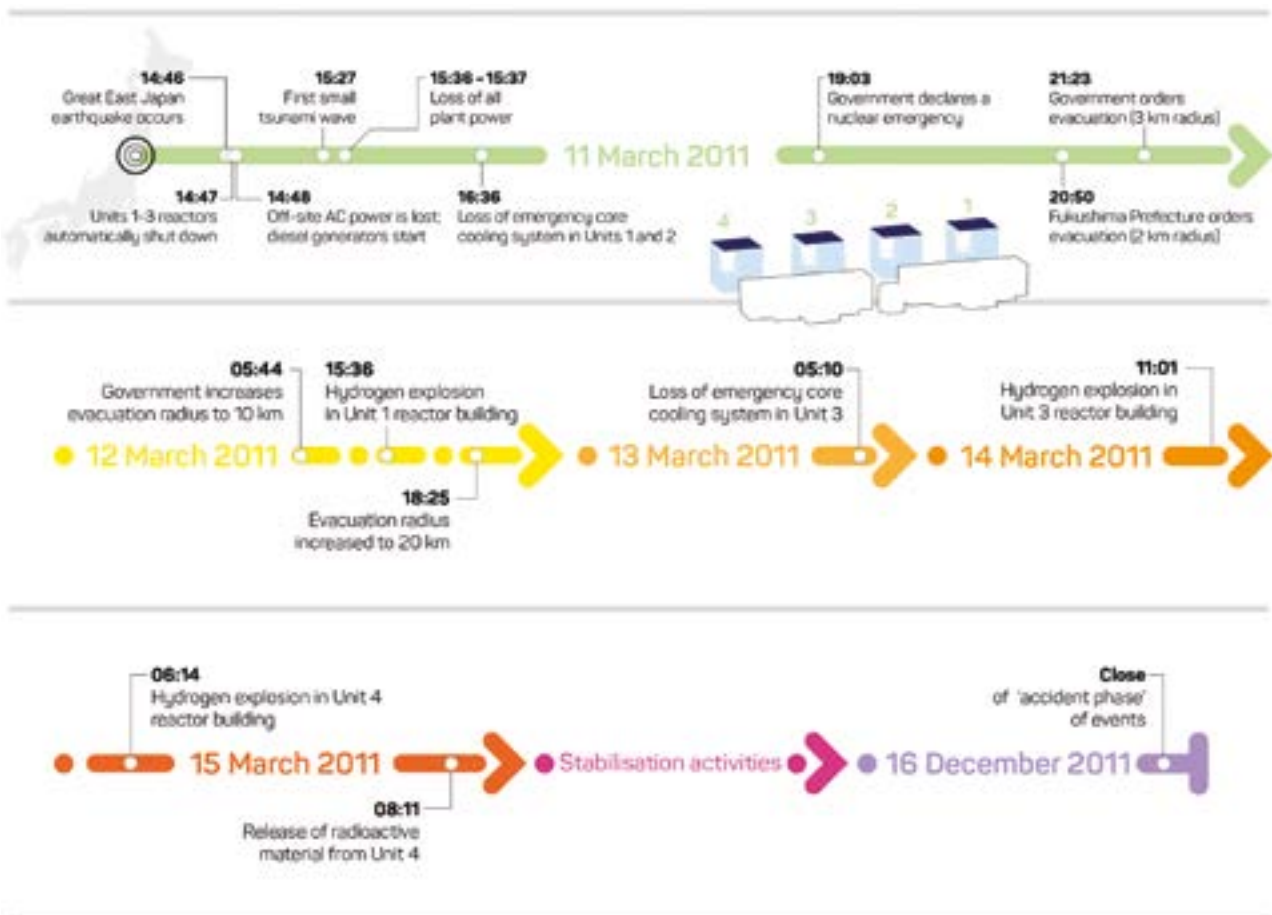 14:46
Great East Japan
earthquake occurs
15:27
First small
tsunami wave
15:36 - 15:37
Loss of all
plant power
19:03
Government declares a
nuclear emergency
21:23
Government orders
evacuation (3 km radius)
11 March 2011
14:47
Units 1-3 reactors
automatically shut down
14:48
Off-site AC power is lost;
diesel generators start
16:36
Loss of emergency core
cooling system in Units 1 and 2
20:50
Fukushima Prefecture orders
evacuation (2 km radius)
4
3
2
1
05:44
Government increases
evacuation radius to 10 km
15:36
Hydrogen explosion
in Unit 1 reactor building
05:10
Loss of emergency core
cooling system in Unit 3
11:01
Hydrogen explosion in
Unit 3 reactor building
12 March 2011
13 March 2011
14 March 2011
18:25
Evacuation radius
increased to 20 km
06:14
Hydrogen explosion in Unit 4
reactor building
Close
of 'accident phase'
of events
15 March 2011
Stabilisation activities
16 December 2011
08:11
Release of radioactive
material from Unit 4